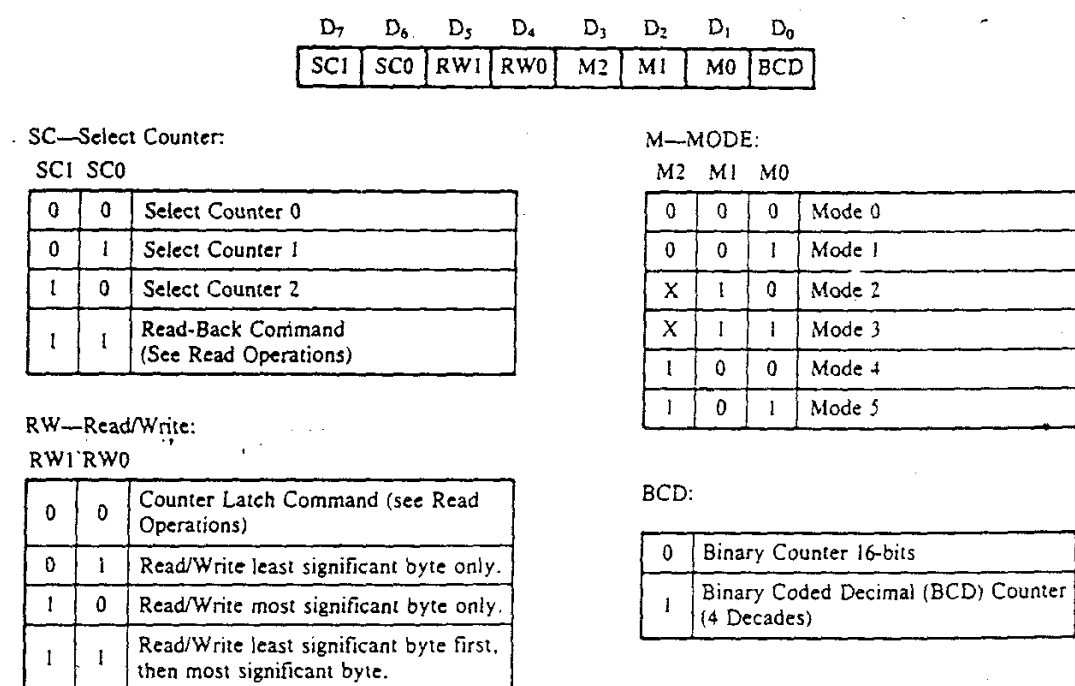 D₇ D₆ D₅ D₄ D₃ D₂ D₁ D₀
SC1 SC0 RW1 RW0 M2 M1 M0 BCD
SC—Select Counter:
SC1 SC0
0 0 Select Counter 0
0 1 Select Counter 1
1 0 Select Counter 2
1 1 Read-Back Command
(See Read Operations)
RW—Read/Write:
RW1 RW0
0 0 Counter Latch Command (see Read
Operations)
0 1 Read/Write least significant byte only.
1 0 Read/Write most significant byte only.
1 1 Read/Write least significant byte first,
then most significant byte.
M—MODE:
M2 M1 M0
0 0 0 Mode 0
0 0 1 Mode 1
X 1 0 Mode 2
X 1 1 Mode 3
1 0 0 Mode 4
1 0 1 Mode 5
BCD:
0 Binary Counter 16-bits
1 Binary Coded Decimal (BCD) Counter
(4 Decades)